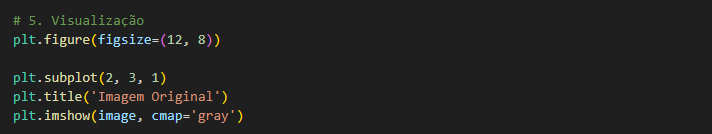 # 5. Visualização
plt.figure(figsize=(12, 8))
plt.subplot(2, 3, 1)
plt.title('Imagem Original')
plt.imshow(image, cmap='gray')